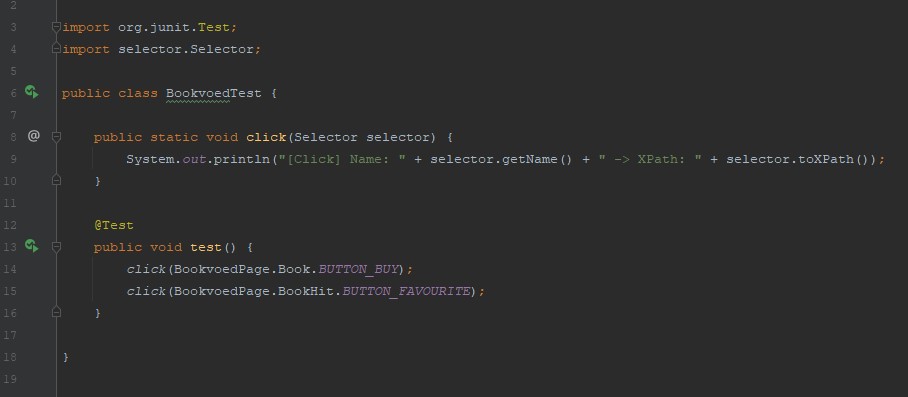 2
3 import org.junit.Test;
4 import selector.Selector;
5
6 public class BookvoedTest {
7
8 @ public static void click(Selector selector) {
9 System.out.println("[Click] Name: " + selector.getName() + " -> XPath: " + selector.toXPath());
10 }
11
12 @Test
13 public void test() {
14 click(BookvoedPage.Book.BUTTON_BUY);
15 click(BookvoedPage.BookHit.BUTTON_FAVOURITE);
16 }
17
18 }
19